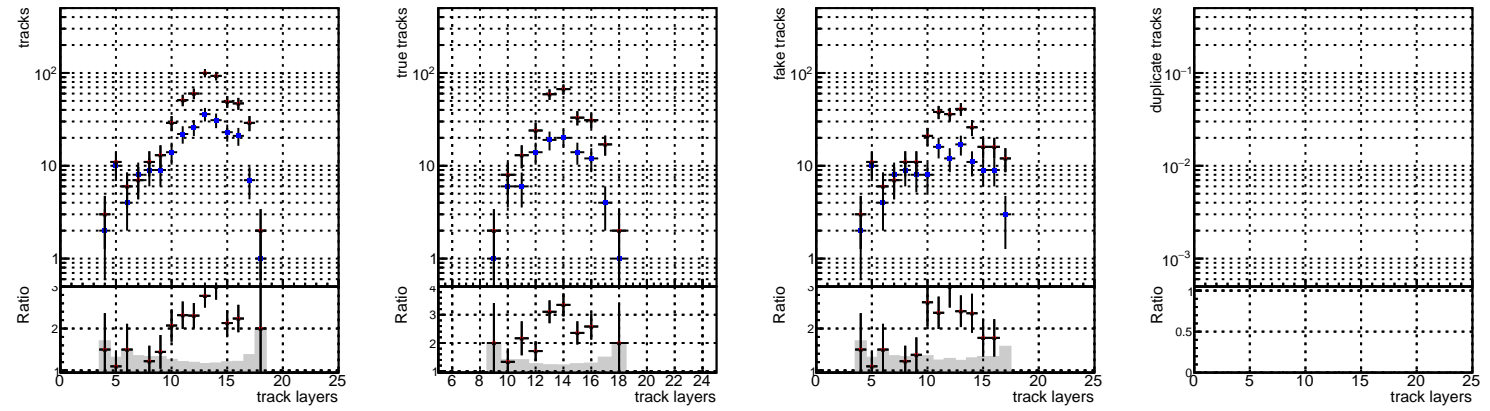 tracks
10²
10
1
Ratio
3
2
1
0 5 10 15 20 25
track layers
true tracks
10²
10
1
Ratio
4
3
2
1
6 8 10 12 14 16 18 20 22 24
track layers
fake tracks
10²
10
1
Ratio
3
2
1
0 5 10 15 20 25
track layers
duplicate tracks
10⁻¹
10⁻²
10⁻³
Ratio
1
0.5
0
0 5 10 15 20 25
track layers